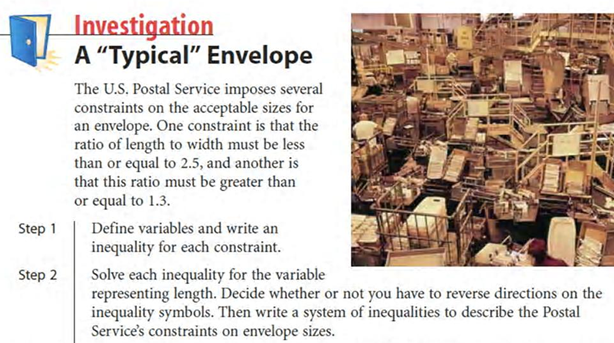 Investigation
A “Typical” Envelope
The U.S. Postal Service imposes several
constraints on the acceptable sizes for
an envelope. One constraint is that the
ratio of length to width must be less
than or equal to 2.5, and another is
that this ratio must be greater than
or equal to 1.3.
Step 1 Define variables and write an
inequality for each constraint.
Step 2 Solve each inequality for the variable
representing length. Decide whether or not you have to reverse directions on the
inequality symbols. Then write a system of inequalities to describe the Postal
Service’s constraints on envelope sizes.